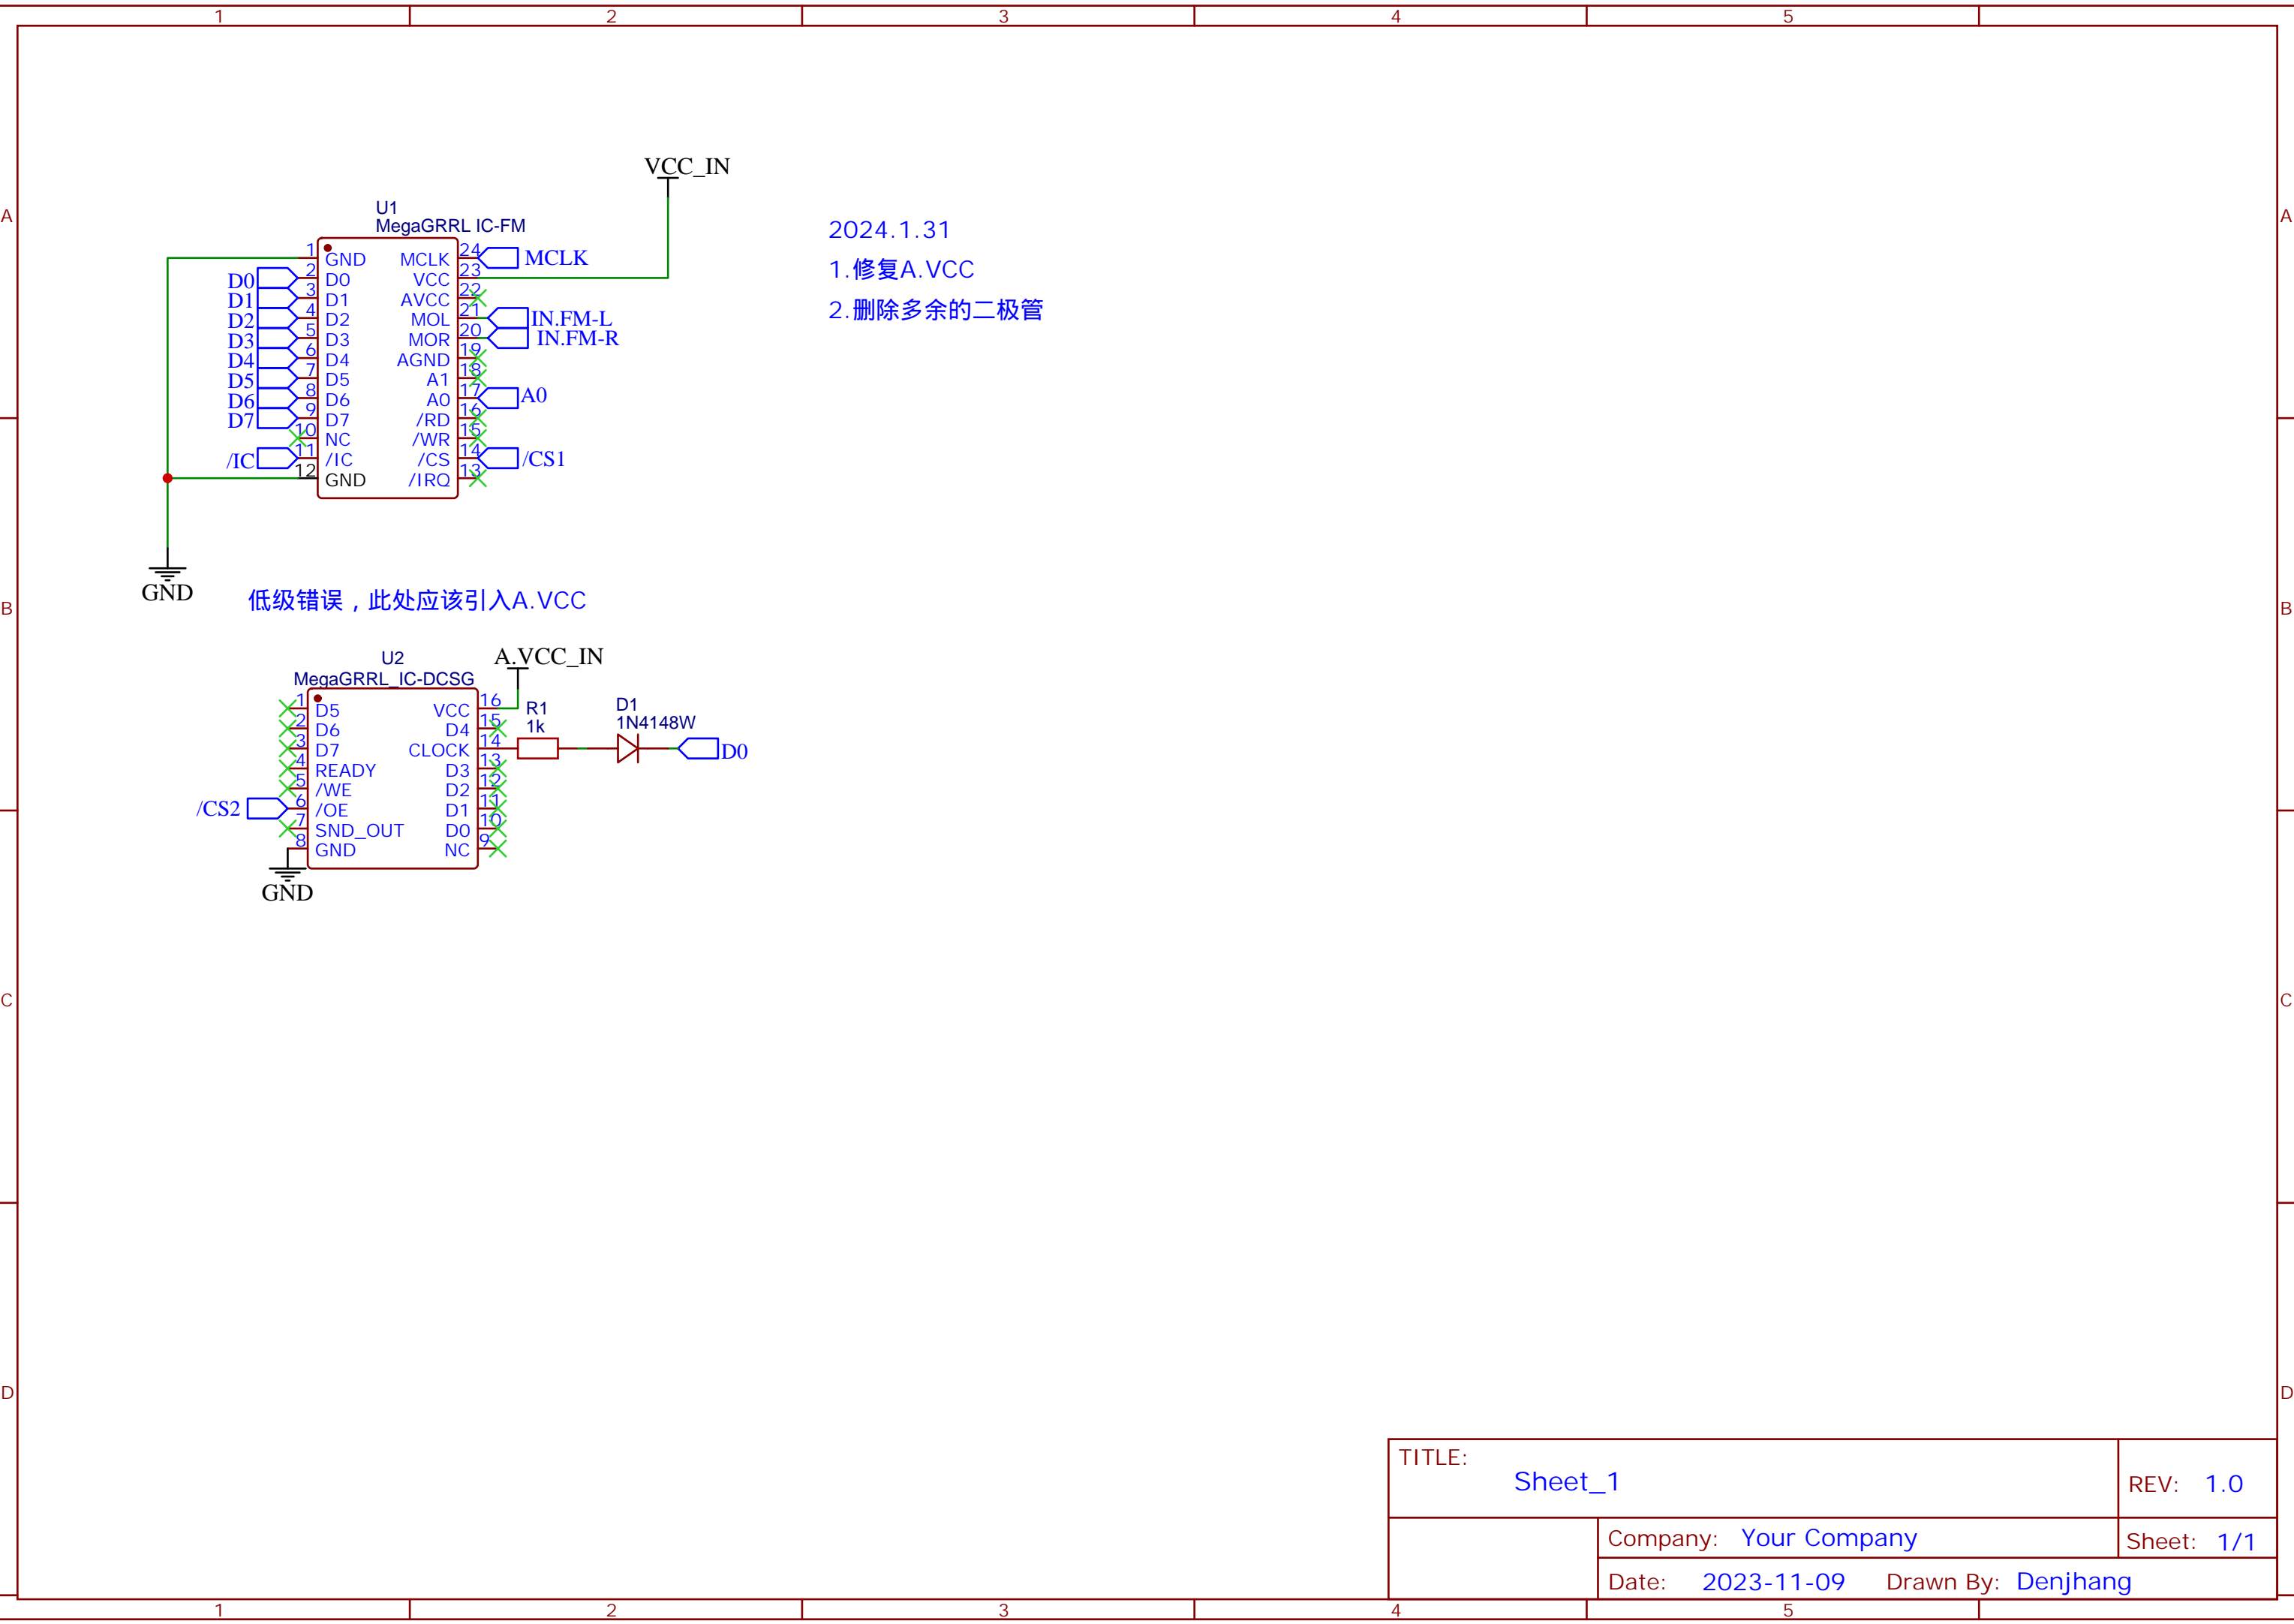 1 2 3 4 5
A A
B B
C C
D D
VCC_IN
U1
MegaGRRL IC-FM
1 GND MCLK 24 MCLK
D0 2 D0 VCC 23
D1 3 D1 AVCC 22
D2 4 D2 MOL 21 IN.FM-L
D3 5 D3 MOR 20 IN.FM-R
D4 6 D4 AGND 19
D5 7 D5 A1 18
D6 8 D6 A0 17 A0
D7 9 D7 /RD 16
10 NC /WR 15
/IC 11 /IC /CS 14 /CS1
12 GND /IRQ 13
GND
2024.1.31
1.修复A.VCC
2.删除多余的二极管
低级错误，此处应该引入A.VCC
U2
MegaGRRL_IC-DCSG
A.VCC_IN
1 D5 VCC 16
2 D6 D4 15
3 D7 CLOCK 14
4 READY D3 13
5 /WE D2 12
/CS2 6 /OE D1 11
7 SND_OUT D0 10
8 GND NC 9
GND
R1
1k
D1
1N4148W
D0
TITLE:
Sheet_1
REV: 1.0
Company: Your Company
Sheet: 1/1
Date: 2023-11-09 Drawn By: Denjhang
1 2 3 4 5